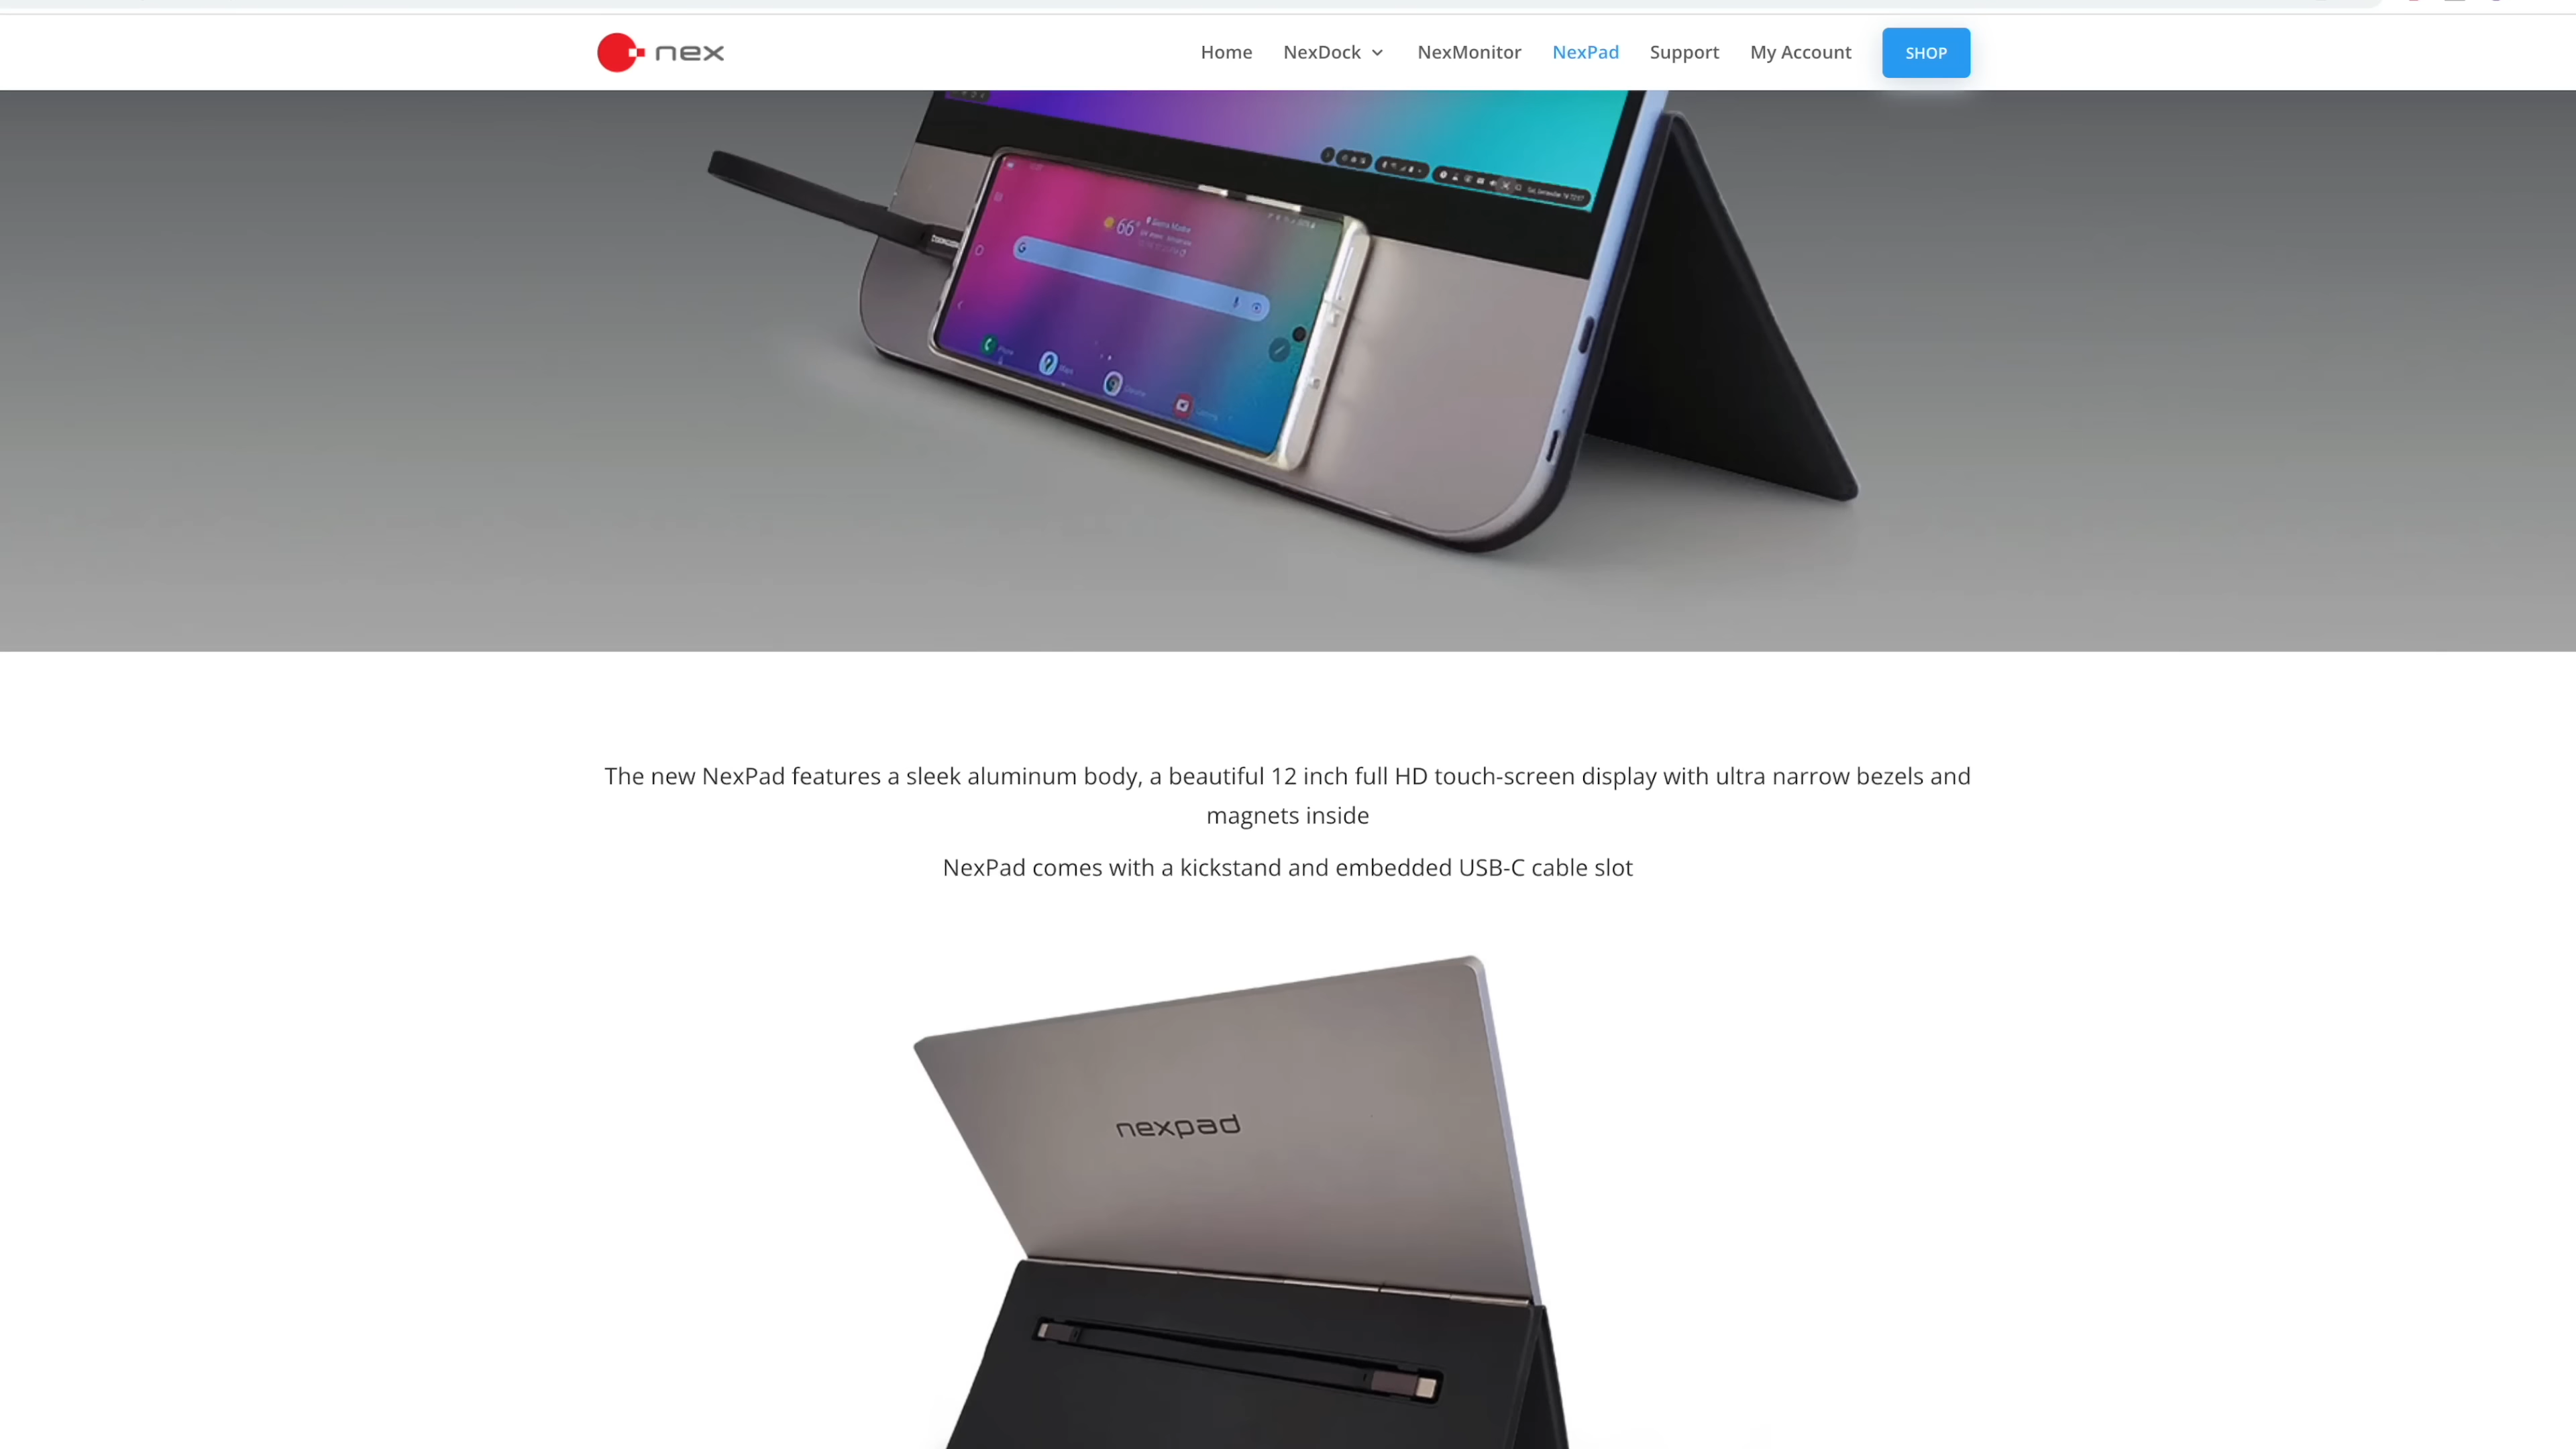 nex
Home NexDock NexMonitor NexPad Support My Account SHOP
66°
The new NexPad features a sleek aluminum body, a beautiful 12 inch full HD touch-screen display with ultra narrow bezels and
magnets inside
NexPad comes with a kickstand and embedded USB-C cable slot
nexpad